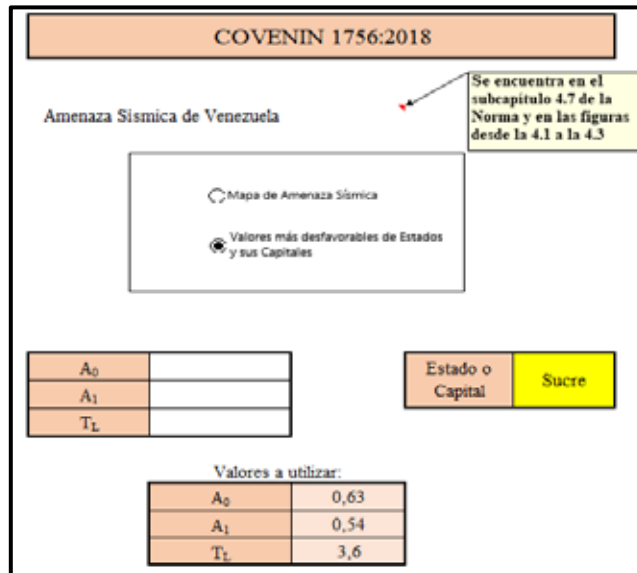 COVENIN 1756:2018
Se encuentra en el
subcapítulo 4.7 de la
Norma y en las figuras
desde la 4.1 a la 4.3
Amenaza Sísmica de Venezuela
Mapa de Amenaza Sísmica
Valores más desfavorables de Estados
y sus Capitales
A₀
A₁
T_L
Estado o
Capital
Sucre
Valores a utilizar:
A₀ 0,63
A₁ 0,54
T_L 3,6